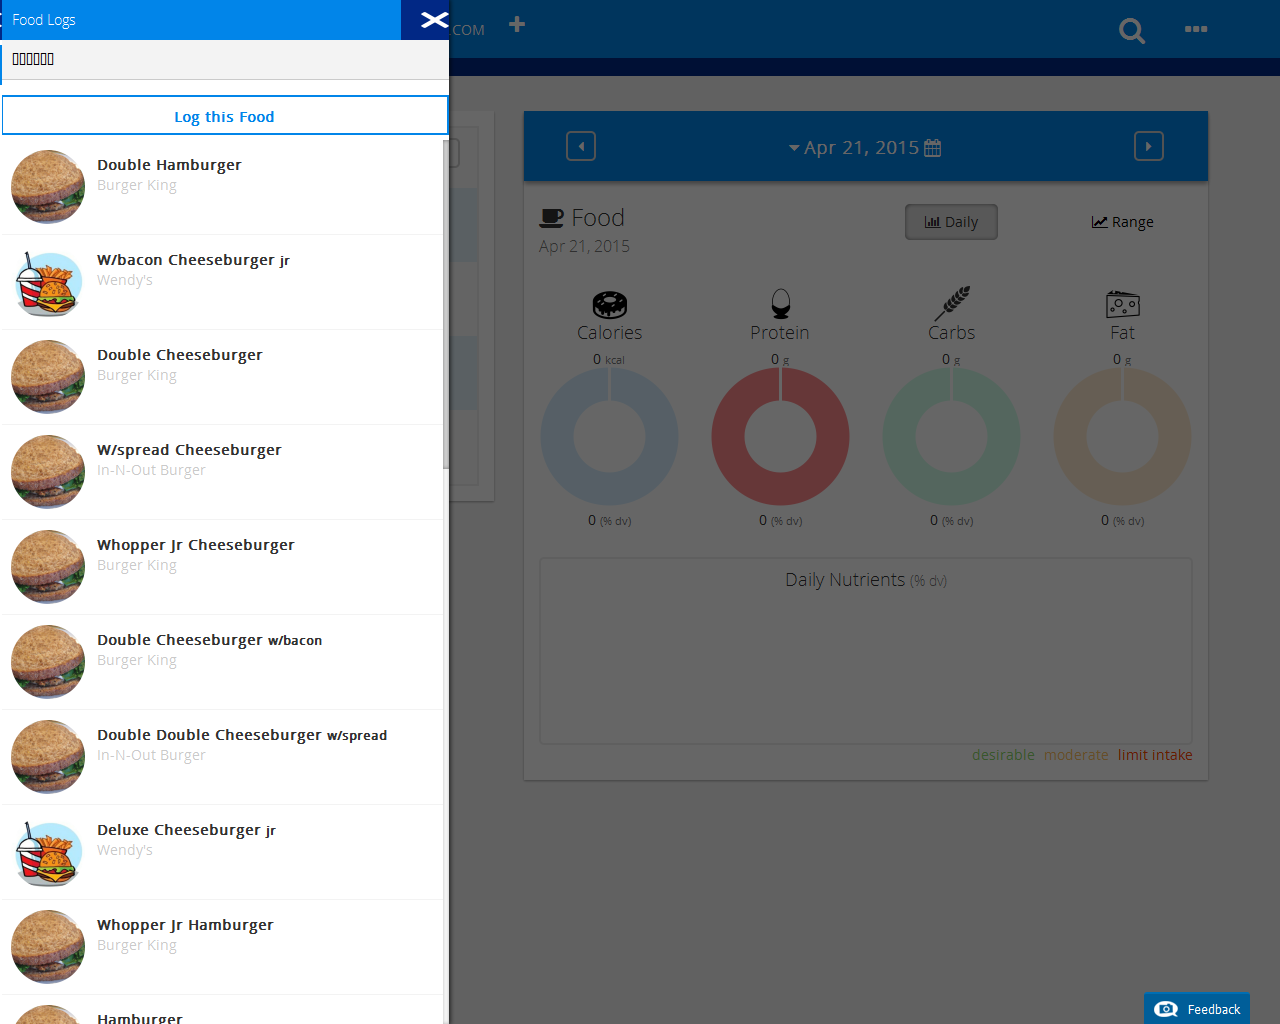 Food Logs
.COM
Log this Food
Double Hamburger
Burger King
W/bacon Cheeseburger jr
Wendy's
Double Cheeseburger
Burger King
W/spread Cheeseburger
In-N-Out Burger
Whopper Jr Cheeseburger
Burger King
Double Cheeseburger w/bacon
Burger King
Double Double Cheeseburger w/spread
In-N-Out Burger
Deluxe Cheeseburger jr
Wendy's
Whopper Jr Hamburger
Burger King
Hamburger
Apr 21, 2015
Food
Daily
Range
Apr 21, 2015
Calories
Protein
Carbs
Fat
0 kcal
0 g
0 g
0 g
0 (% dv)
0 (% dv)
0 (% dv)
0 (% dv)
Daily Nutrients (% dv)
desirable moderate limit intake
Feedback